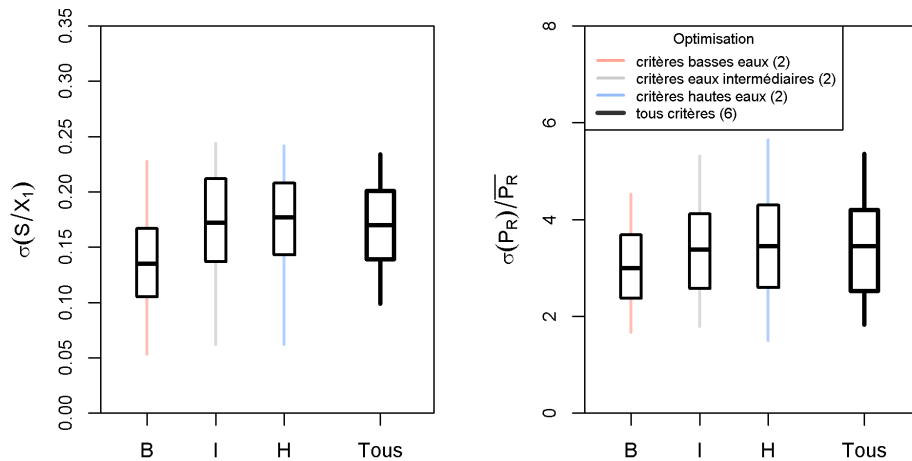 σ(S/X₁)
0.35
0.30
0.25
0.20
0.15
0.10
0.05
0.00
B I H Tous
σ(P_R)/P̅_R̅
8
6
4
2
0
Optimisation
critères basses eaux (2)
critères eaux intermédiaires (2)
critères hautes eaux (2)
tous critères (6)
B I H Tous